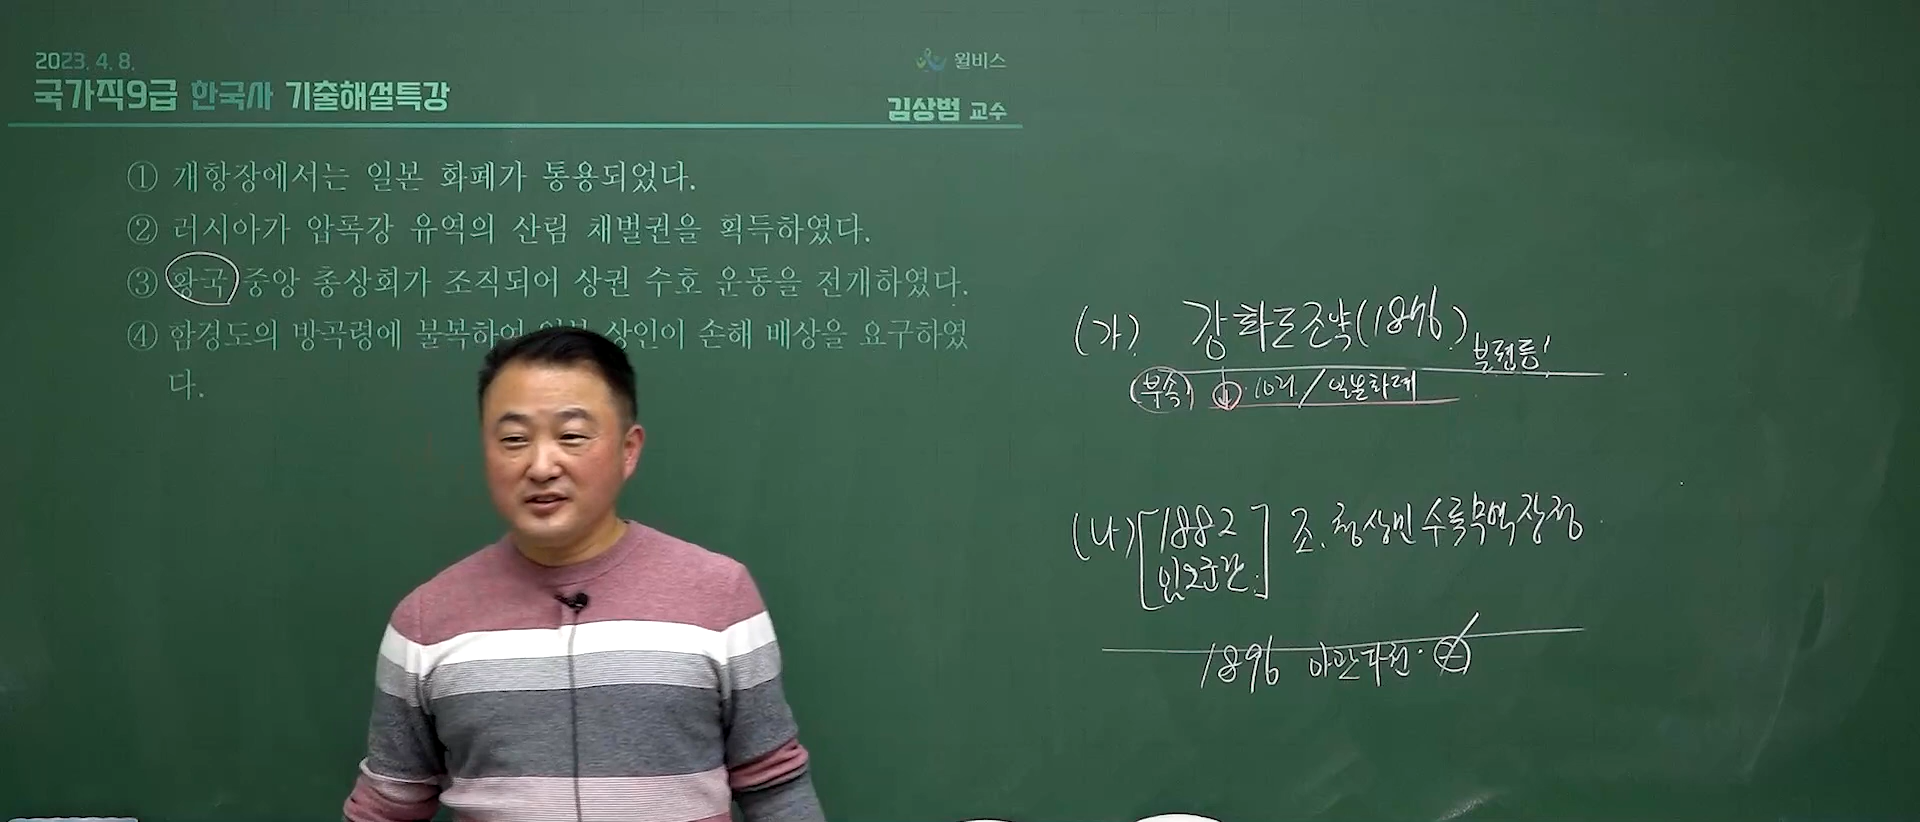 2023. 4. 8.
국가직9급 한국사 기출해설특강
윌비스
김상범 교수
① 개항장에서는 일본 화폐가 통용되었다.
② 러시아가 압록강 유역의 산림 채벌권을 획득하였다.
③ 황국 중앙 총상회가 조직되어 상권 수호 운동을 전개하였다.
④ 함경도의 방곡령에 불복하여 상인이 손해 배상을 요구하였
다.
(가) 강화도조약(1876)
불평등!
(부속) ↓ 10리 / 일본화폐
(나) [1882 임오군란] 조.청상민수륙무역장정
1896 아관파천.